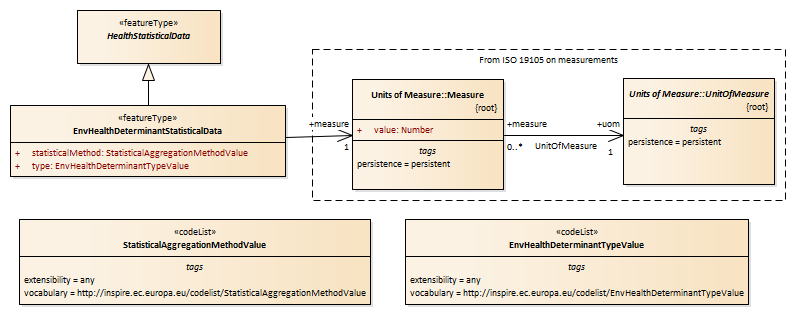 «featureType»
HealthStatisticalData
From ISO 19105 on measurements
«featureType»
EnvHealthDeterminantStatisticalData
+ statisticalMethod: StatisticalAggregationMethodValue
+ type: EnvHealthDeterminantTypeValue
+measure
1
Units of Measure::Measure
{root}
+ value: Number
tags
persistence = persistent
+measure
0..*
UnitOfMeasure
+uom
1
Units of Measure::UnitOfMeasure
{root}
tags
persistence = persistent
«codeList»
StatisticalAggregationMethodValue
tags
extensibility = any
vocabulary = http://inspire.ec.europa.eu/codelist/StatisticalAggregationMethodValue
«codeList»
EnvHealthDeterminantTypeValue
tags
extensibility = any
vocabulary = http://inspire.ec.europa.eu/codelist/EnvHealthDeterminantTypeValue